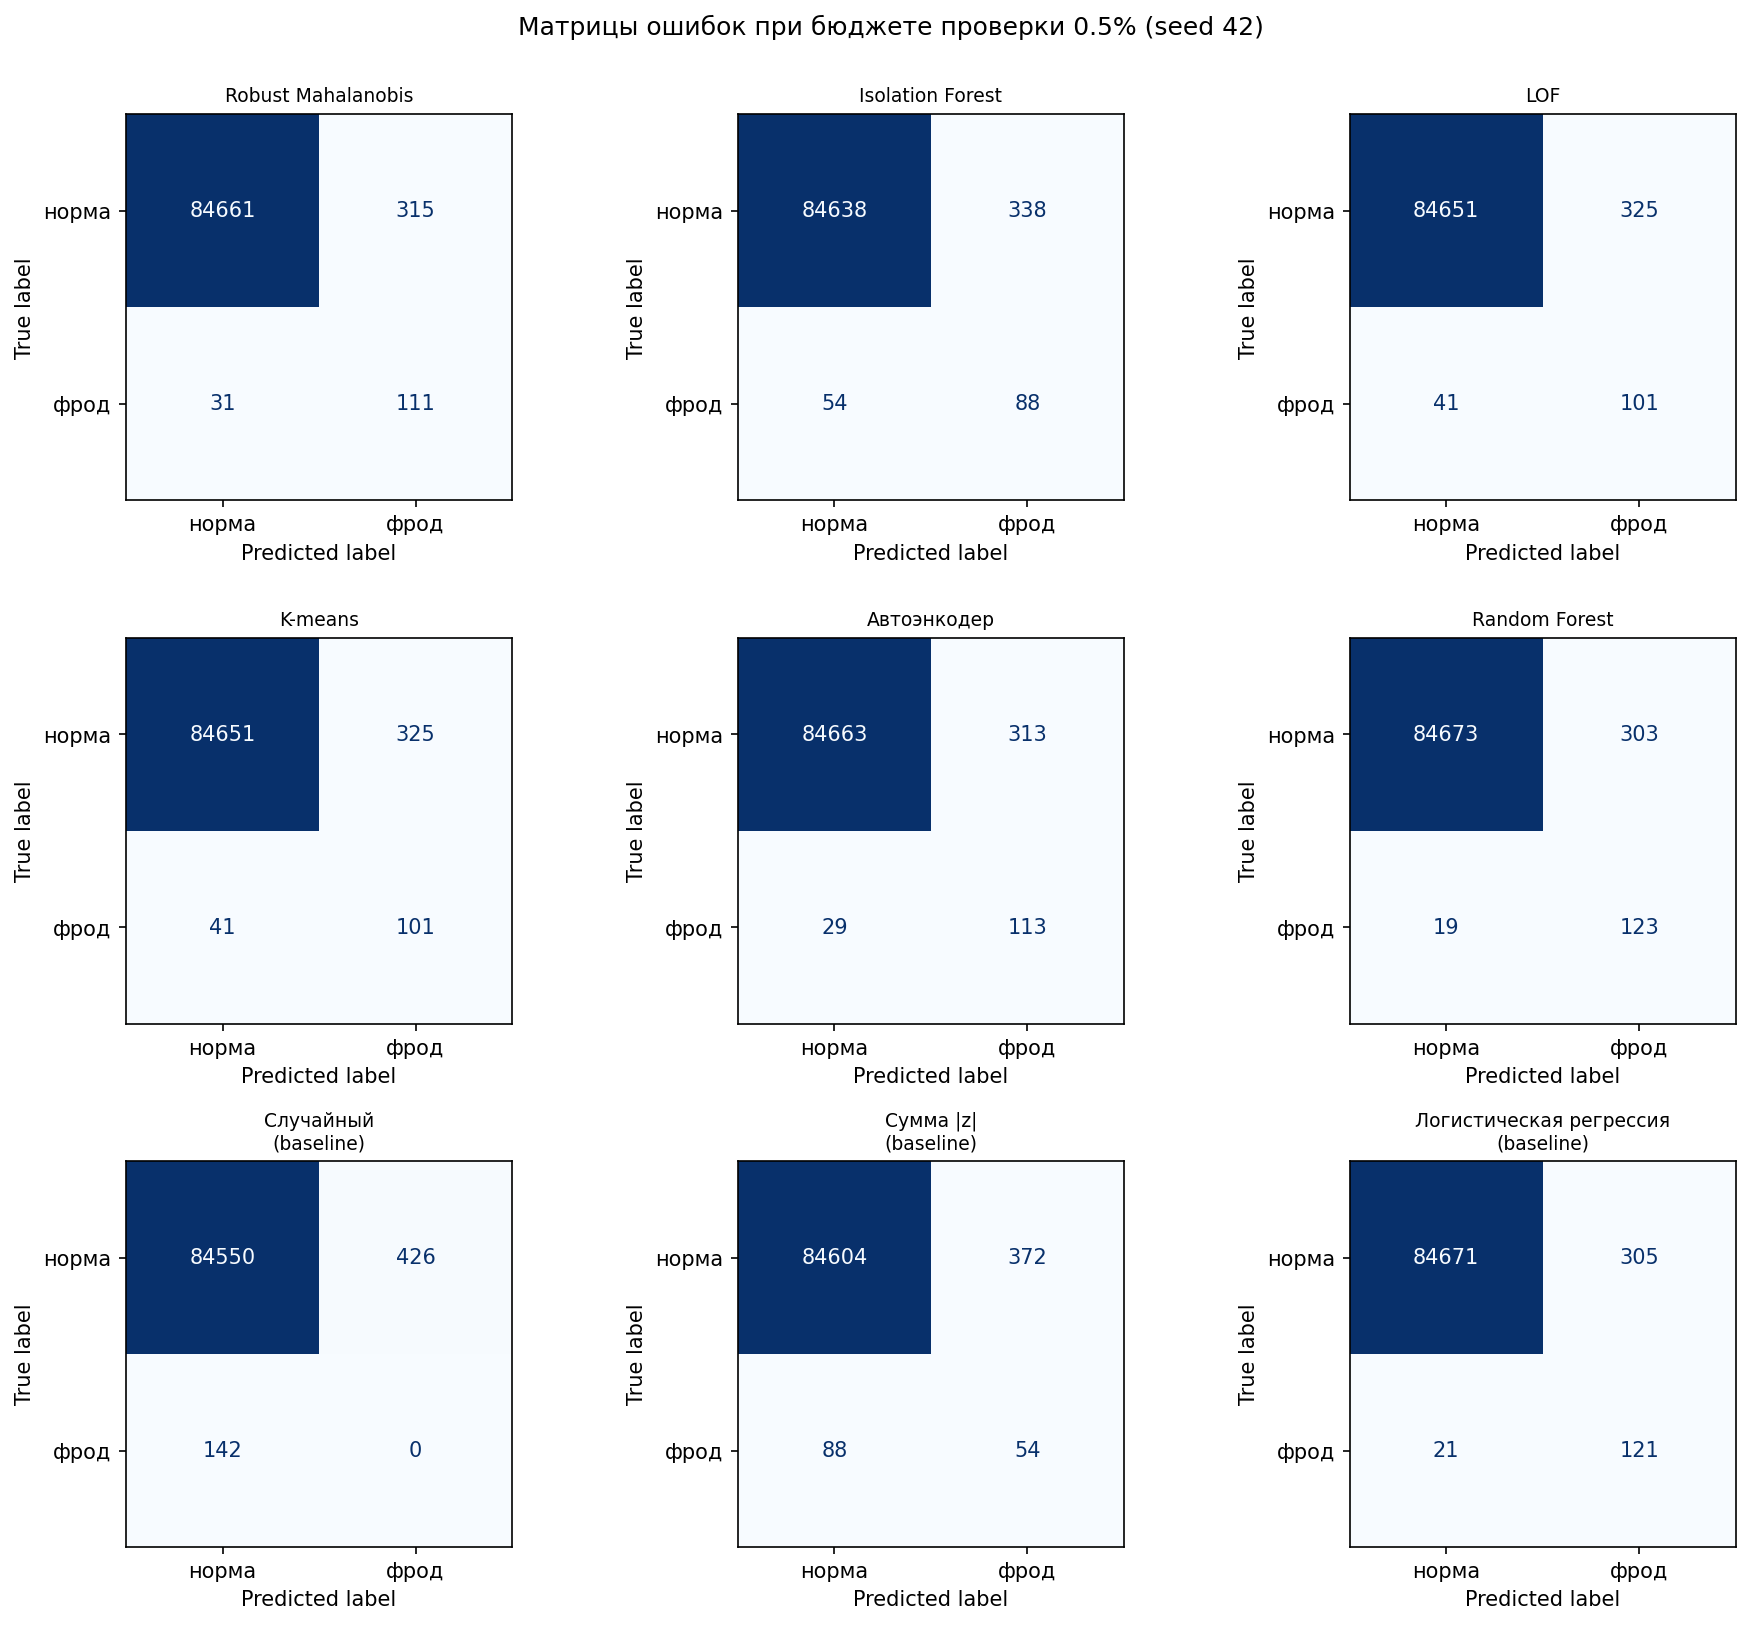 Матрицы ошибок при бюджете проверки 0.5% (seed 42)
Robust Mahalanobis
True label
норма
84661
315
фрод
31
111
норма
фрод
Predicted label
Isolation Forest
True label
норма
84638
338
фрод
54
88
норма
фрод
Predicted label
LOF
True label
норма
84651
325
фрод
41
101
норма
фрод
Predicted label
K-means
True label
норма
84651
325
фрод
41
101
норма
фрод
Predicted label
Автоэнкодер
True label
норма
84663
313
фрод
29
113
норма
фрод
Predicted label
Random Forest
True label
норма
84673
303
фрод
19
123
норма
фрод
Predicted label
Случайный
(baseline)
True label
норма
84550
426
фрод
142
0
норма
фрод
Predicted label
Сумма |z|
(baseline)
True label
норма
84604
372
фрод
88
54
норма
фрод
Predicted label
Логистическая регрессия
(baseline)
True label
норма
84671
305
фрод
21
121
норма
фрод
Predicted label